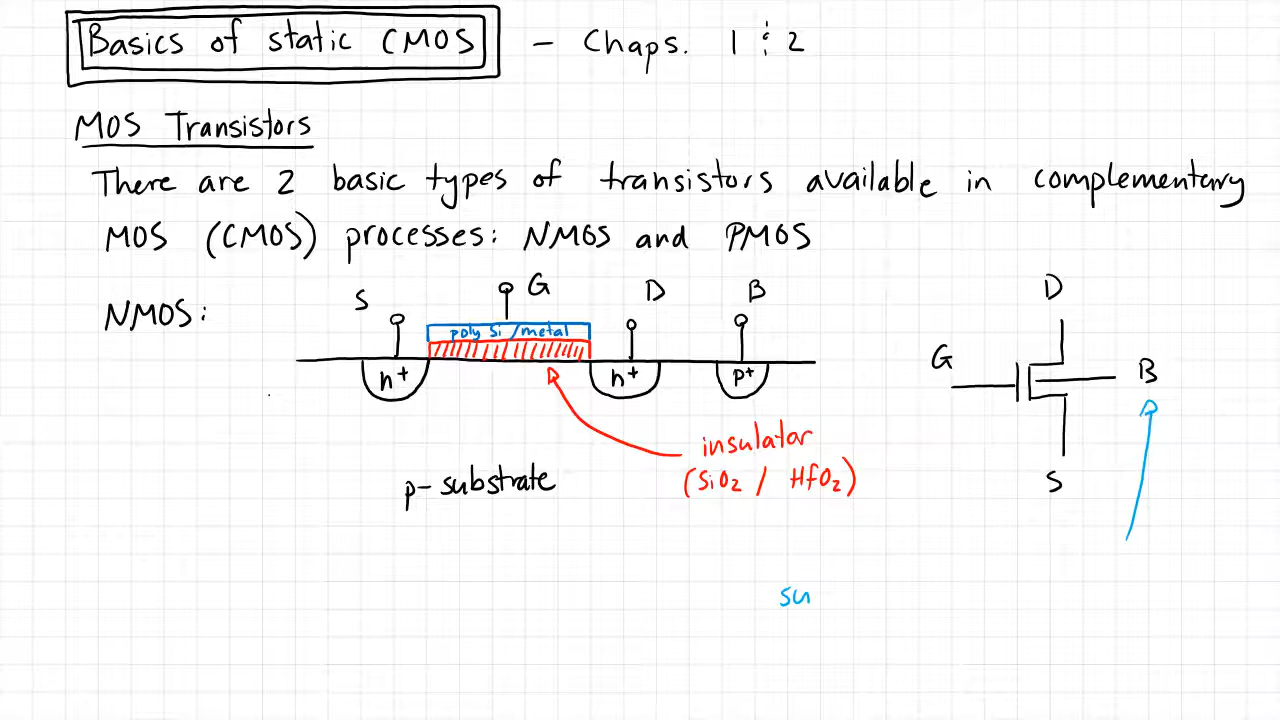 Basics of static CMOS - Chaps. 1 & 2
MOS Transistors
There are 2 basic types of transistors available in complementary
MOS (CMOS) processes: NMOS and PMOS
NMOS:
S G D B
poly Si / metal
n+ n+ p+
insulator
(SiO2 / HfO2)
p-substrate
D
G B
S
su